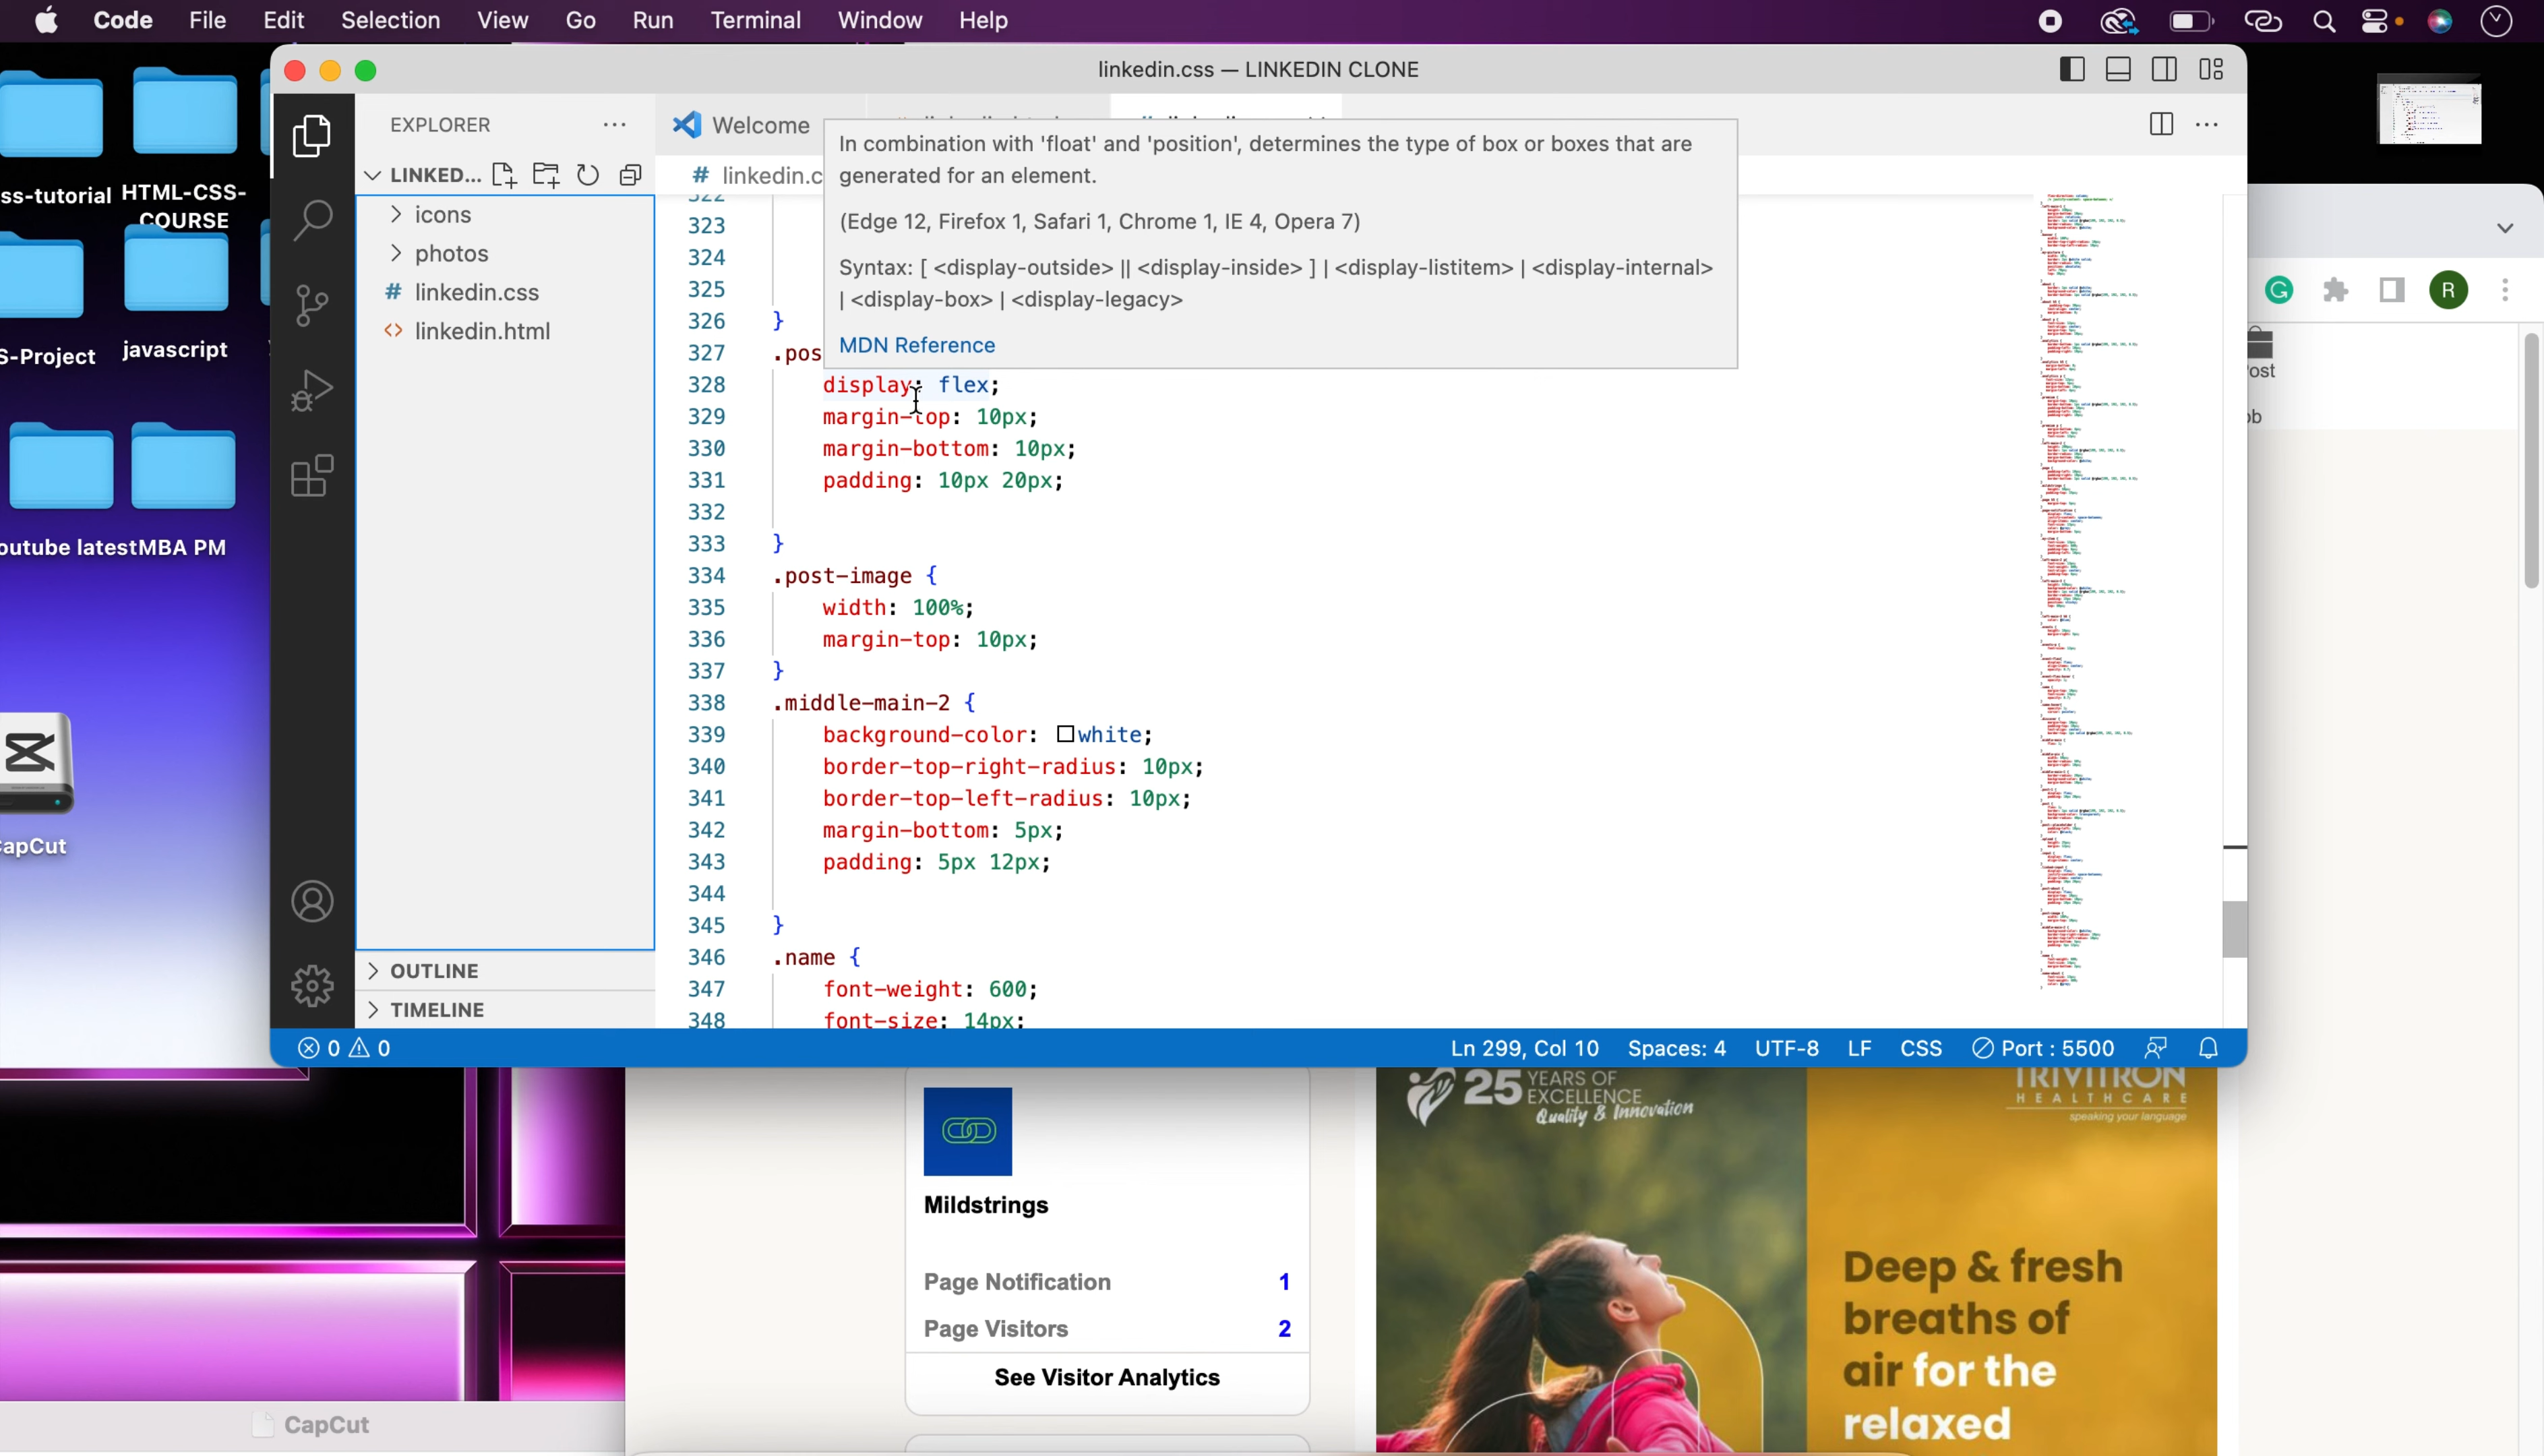 Code File Edit Selection View Go Run Terminal Window Help
linkedin.css — LINKEDIN CLONE
ss-tutorial
HTML-CSS-
COURSE
S-Project
javascript
outube latest
MBA PM
CapCut
EXPLORER
LINKED...
icons
photos
# linkedin.css
<> linkedin.html
OUTLINE
TIMELINE
Welcome
# linkedin.c
In combination with 'float' and 'position', determines the type of box or boxes that are
generated for an element.
(Edge 12, Firefox 1, Safari 1, Chrome 1, IE 4, Opera 7)
Syntax: [ <display-outside> || <display-inside> ] | <display-listitem> | <display-internal>
| <display-box> | <display-legacy>
MDN Reference
322
323
324
325
326 }
327 .pos
328 display: flex;
329 margin-top: 10px;
330 margin-bottom: 10px;
331 padding: 10px 20px;
332
333 }
334 .post-image {
335 width: 100%;
336 margin-top: 10px;
337 }
338 .middle-main-2 {
339 background-color: white;
340 border-top-right-radius: 10px;
341 border-top-left-radius: 10px;
342 margin-bottom: 5px;
343 padding: 5px 12px;
344
345 }
346 .name {
347 font-weight: 600;
348 font-size: 14px;
0 0
Ln 299, Col 10 Spaces: 4 UTF-8 LF CSS Port : 5500
R
ost
ob
Mildstrings
Page Notification 1
Page Visitors 2
See Visitor Analytics
25 YEARS OF
EXCELLENCE
Quality & Innovation
TRIVITRON
HEALTHCARE
speaking your language
Deep & fresh
breaths of
air for the
relaxed
CapCut